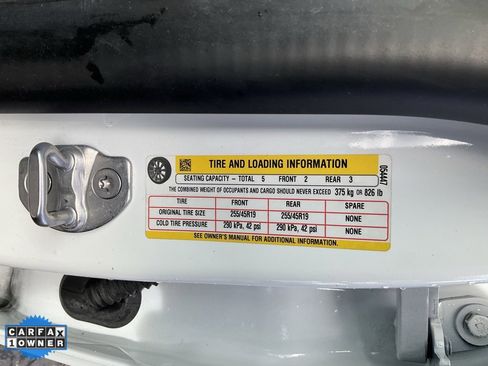 TIRE AND LOADING INFORMATION
SEATING CAPACITY - TOTAL 5 FRONT 2 REAR 3
THE COMBINED WEIGHT OF OCCUPANTS AND CARGO SHOULD NEVER EXCEED 375 kg OR 826 lb
TIRE FRONT REAR SPARE
ORIGINAL TIRE SIZE 255/45R19 255/45R19 NONE
COLD TIRE PRESSURE 290 kPa, 42 psi 290 kPa, 42 psi NONE
SEE OWNER'S MANUAL FOR ADDITIONAL INFORMATION.
054447
CARFAX
1 OWNER